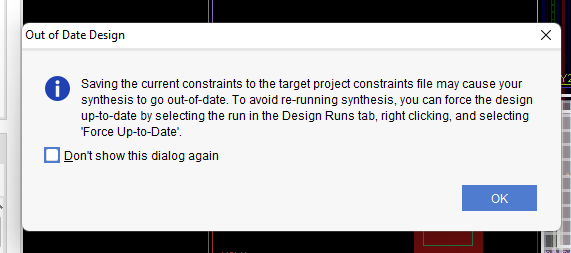 Out of Date Design
Saving the current constraints to the target project constraints file may cause your
synthesis to go out-of-date. To avoid re-running synthesis, you can force the design
up-to-date by selecting the run in the Design Runs tab, right clicking, and selecting
'Force Up-to-Date'.
Don't show this dialog again
OK